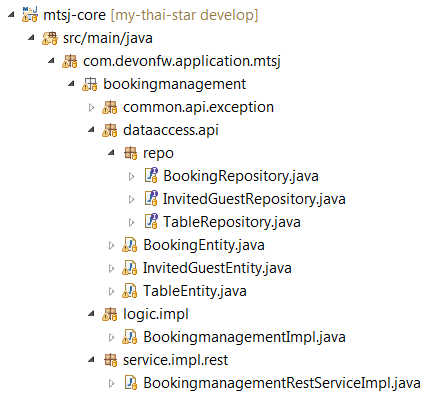 mtsj-core [my-thai-star develop]
src/main/java
com.devonfw.application.mtsj
bookingmanagement
common.api.exception
dataaccess.api
repo
BookingRepository.java
InvitedGuestRepository.java
TableRepository.java
BookingEntity.java
InvitedGuestEntity.java
TableEntity.java
logic.impl
BookingmanagementImpl.java
service.impl.rest
BookingmanagementRestServiceImpl.java